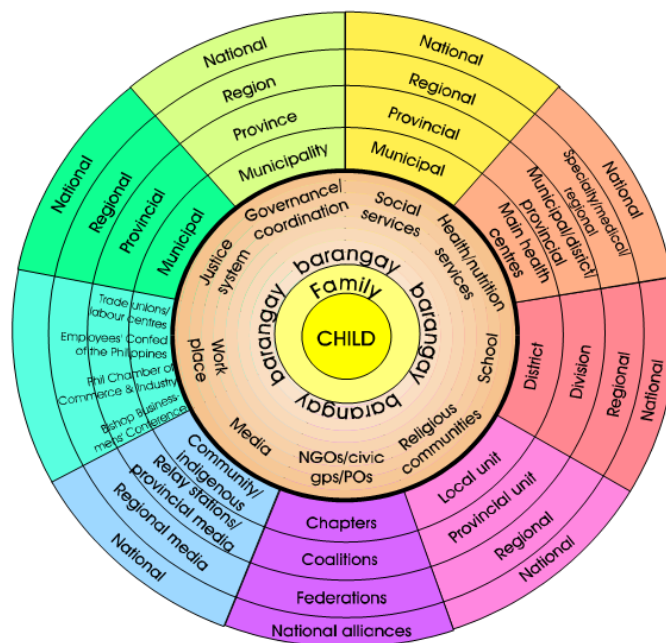 National
Region
Province
Municipality
National
Regional
Provincial
Municipal
National
Specialty/medical/
regional
Municipal/district/
provincial
Main health
centres
District
Division
Regional
National
Local unit
Provincial unit
Regional
National
Chapters
Coalitions
Federations
National alliances
Community/
indigenous
Relay stations/
provincial media
Regional media
National
Trade unions/
labour centres
Employees' Confed
of the Philippines
Phil Chamber of
Commerce & Industry
Bishop Business-
mens' Conference
National
Regional
Provincial
Municipal
Governancel
coordination
Social
services
Health/nutrition
services
School
Religious
communities
NGOs/civic
gps/POs
Media
Work
place
Justice
system
barangay
barangay
barangay
barangay
Family
CHILD